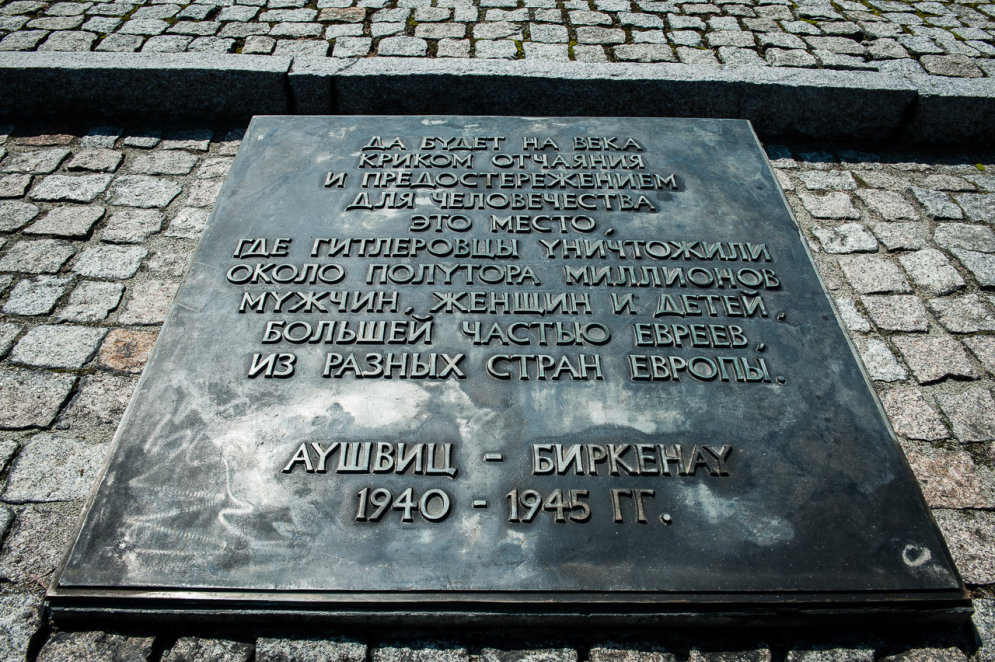 ДА БУДЕТ НА ВЕКА
КРИКОМ ОТЧАЯНИЯ
И ПРЕДОСТЕРЕЖЕНИЕМ
ДЛЯ ЧЕЛОВЕЧЕСТВА
ЭТО МЕСТО,
ГДЕ ГИТЛЕРОВЦЫ УНИЧТОЖИЛИ
ОКОЛО ПОЛУТОРА МИЛЛИОНОВ
МУЖЧИН, ЖЕНЩИН И ДЕТЕЙ,
БОЛЬШЕЙ ЧАСТЬЮ ЕВРЕЕВ,
ИЗ РАЗНЫХ СТРАН ЕВРОПЫ.
АУШВИЦ - БИРКЕНАУ
1940 - 1945 ГГ.